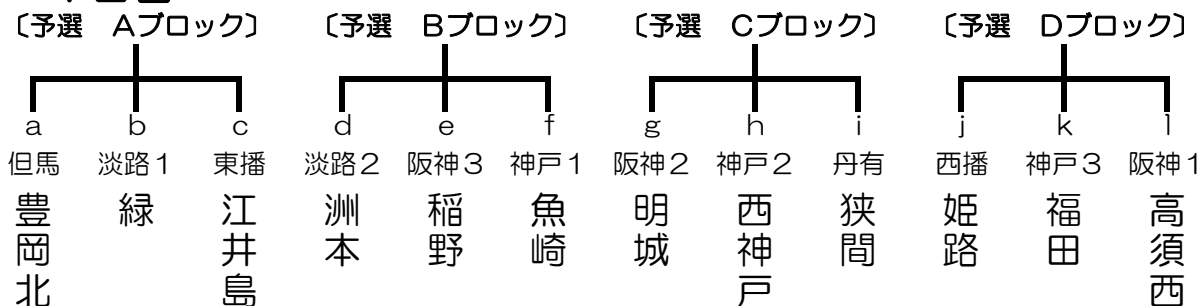 〔予選 Aブロック〕 〔予選 Bブロック〕 〔予選 Cブロック〕 〔予選 Dブロック〕
a b c d e f g h i j k l
但馬 淡路1 東播 淡路2 阪神3 神戸1 阪神2 神戸2 丹有 西播 神戸3 阪神1
豊岡北 緑 江井島 洲本 稲野 魚崎 明城 西神戸 狭間 姫路 福田 高須西